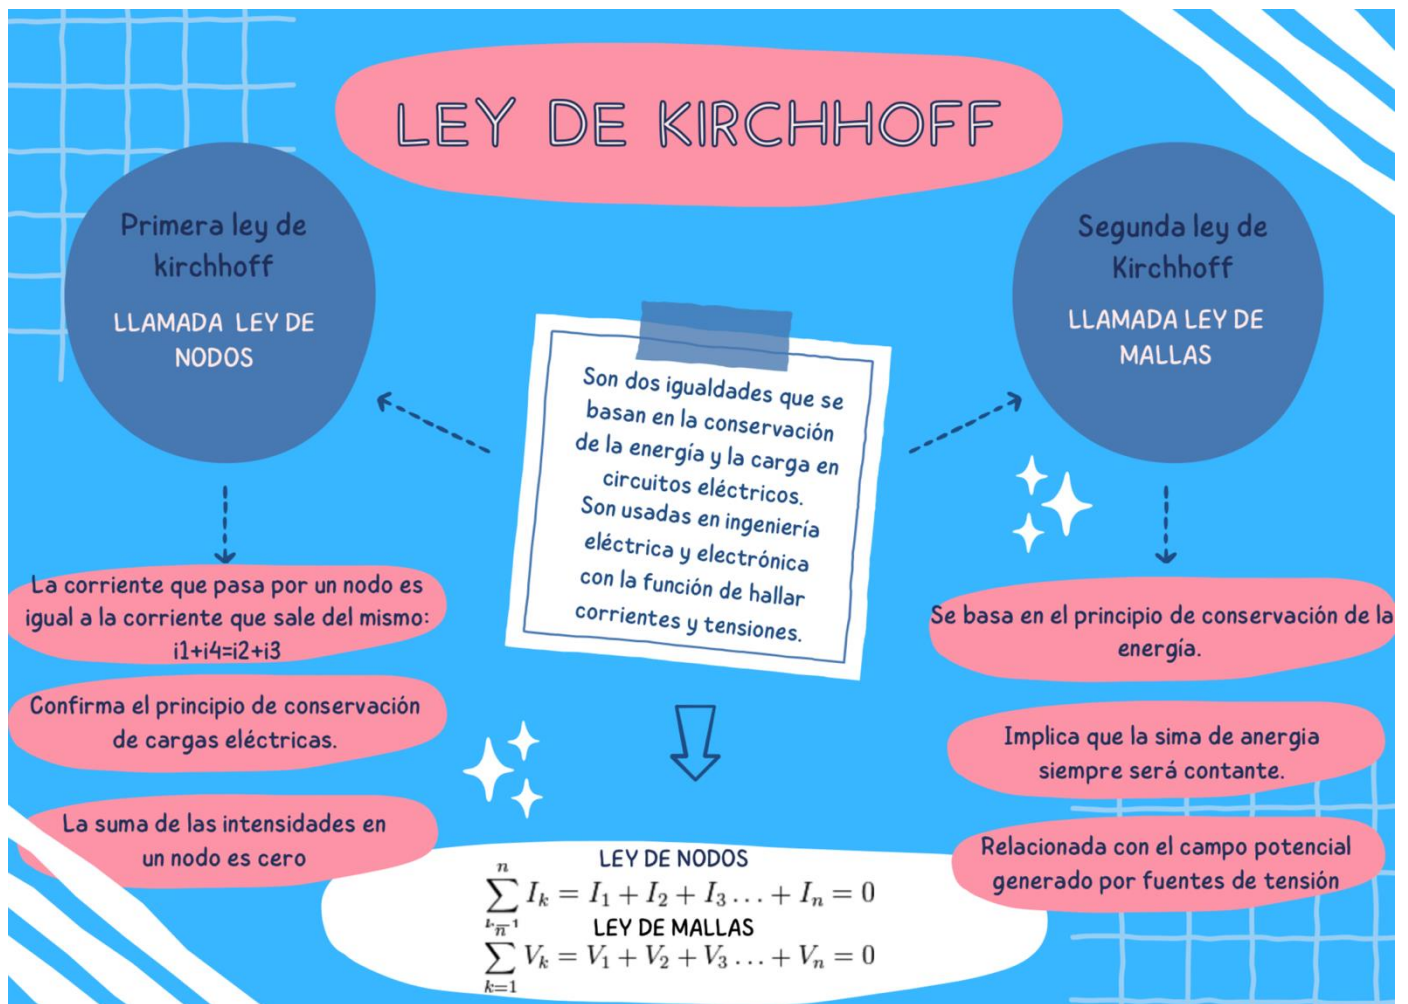 LEY DE KIRCHHOFF
Primera ley de
kirchhoff
LLAMADA LEY DE
NODOS
Segunda ley de
Kirchhoff
LLAMADA LEY DE
MALLAS
Son dos igualdades que se
basan en la conservación
de la energía y la carga en
circuitos eléctricos.
Son usadas en ingeniería
eléctrica y electrónica
con la función de hallar
corrientes y tensiones.
La corriente que pasa por un nodo es
igual a la corriente que sale del mismo:
i1+i4=i2+i3
Confirma el principio de conservación
de cargas eléctricas.
La suma de las intensidades en
un nodo es cero
Se basa en el principio de conservación de la
energía.
Implica que la sima de anergia
siempre será contante.
Relacionada con el campo potencial
generado por fuentes de tensión
LEY DE NODOS
n
∑ I_k = I_1 + I_2 + I_3 … + I_n = 0
k=1
LEY DE MALLAS
n
∑ V_k = V_1 + V_2 + V_3 … + V_n = 0
k=1